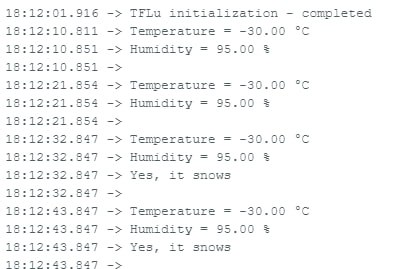 18:12:01.916 -> TFLu initialization - completed
18:12:10.811 -> Temperature = -30.00 °C
18:12:10.851 -> Humidity = 95.00 %
18:12:10.851 ->
18:12:21.854 -> Temperature = -30.00 °C
18:12:21.854 -> Humidity = 95.00 %
18:12:21.854 ->
18:12:32.847 -> Temperature = -30.00 °C
18:12:32.847 -> Humidity = 95.00 %
18:12:32.847 -> Yes, it snows
18:12:32.847 ->
18:12:43.847 -> Temperature = -30.00 °C
18:12:43.847 -> Humidity = 95.00 %
18:12:43.847 -> Yes, it snows
18:12:43.847 ->